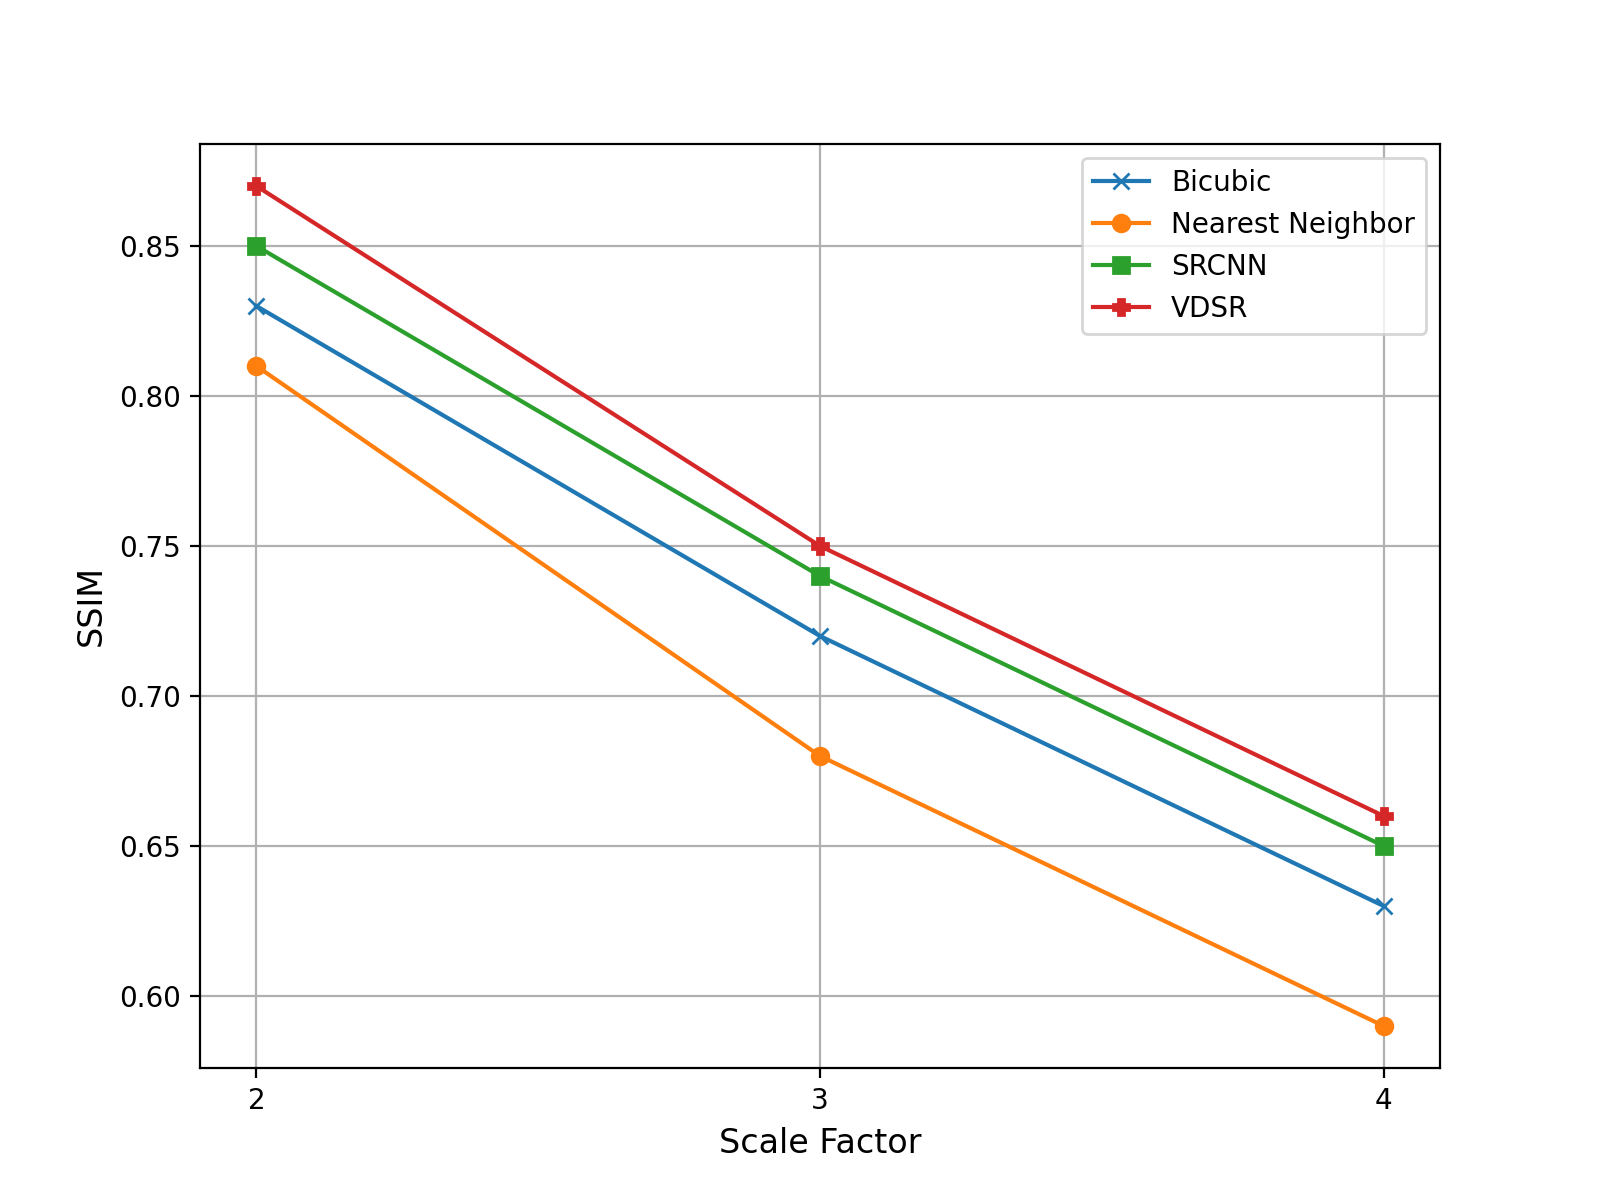 Bicubic
Nearest Neighbor
SRCNN
VDSR
0.85
0.80
0.75
0.70
0.65
0.60
SSIM
2 3 4
Scale Factor